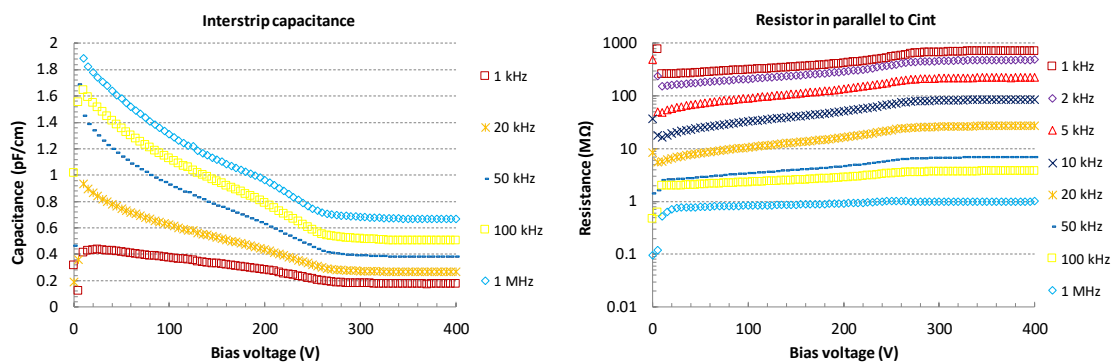 Interstrip capacitance
Capacitance (pF/cm)
2
1.8
1.6
1.4
1.2
1
0.8
0.6
0.4
0.2
0
0 100 200 300 400
Bias voltage (V)
1 kHz
20 kHz
50 kHz
100 kHz
1 MHz
Resistor in parallel to Cint
Resistance (MΩ)
1000
100
10
1
0.1
0.01
0 100 200 300 400
Bias voltage (V)
1 kHz
2 kHz
5 kHz
10 kHz
20 kHz
50 kHz
100 kHz
1 MHz